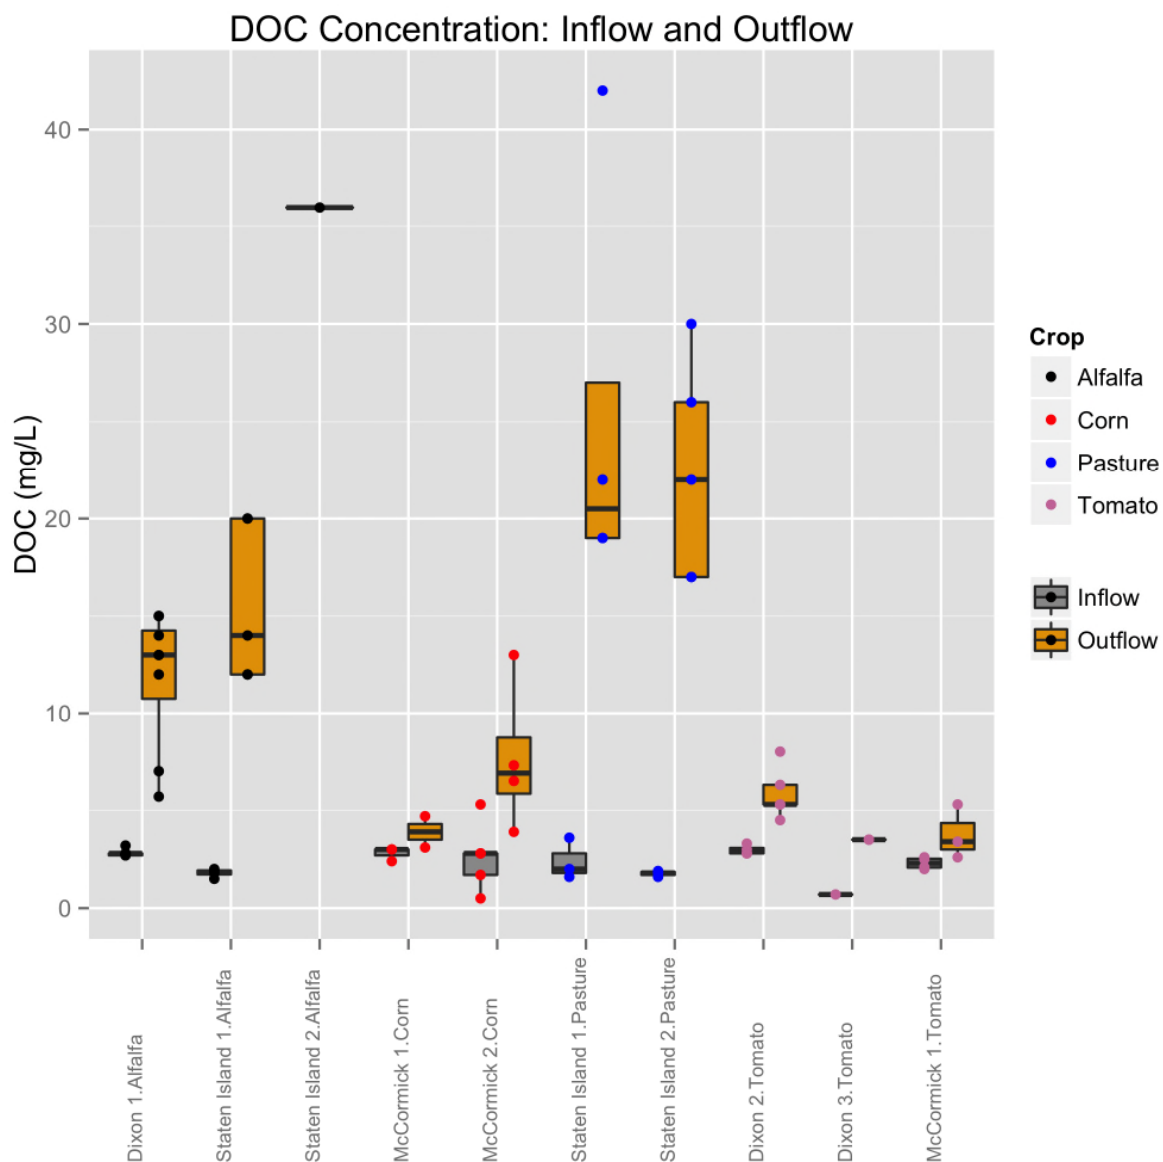 DOC Concentration: Inflow and Outflow
DOC (mg/L)
40
30
20
10
0
Dixon 1.Alfalfa
Staten Island 1.Alfalfa
Staten Island 2.Alfalfa
McCormick 1.Corn
McCormick 2.Corn
Staten Island 1.Pasture
Staten Island 2.Pasture
Dixon 2.Tomato
Dixon 3.Tomato
McCormick 1.Tomato
Crop
Alfalfa
Corn
Pasture
Tomato
Inflow
Outflow